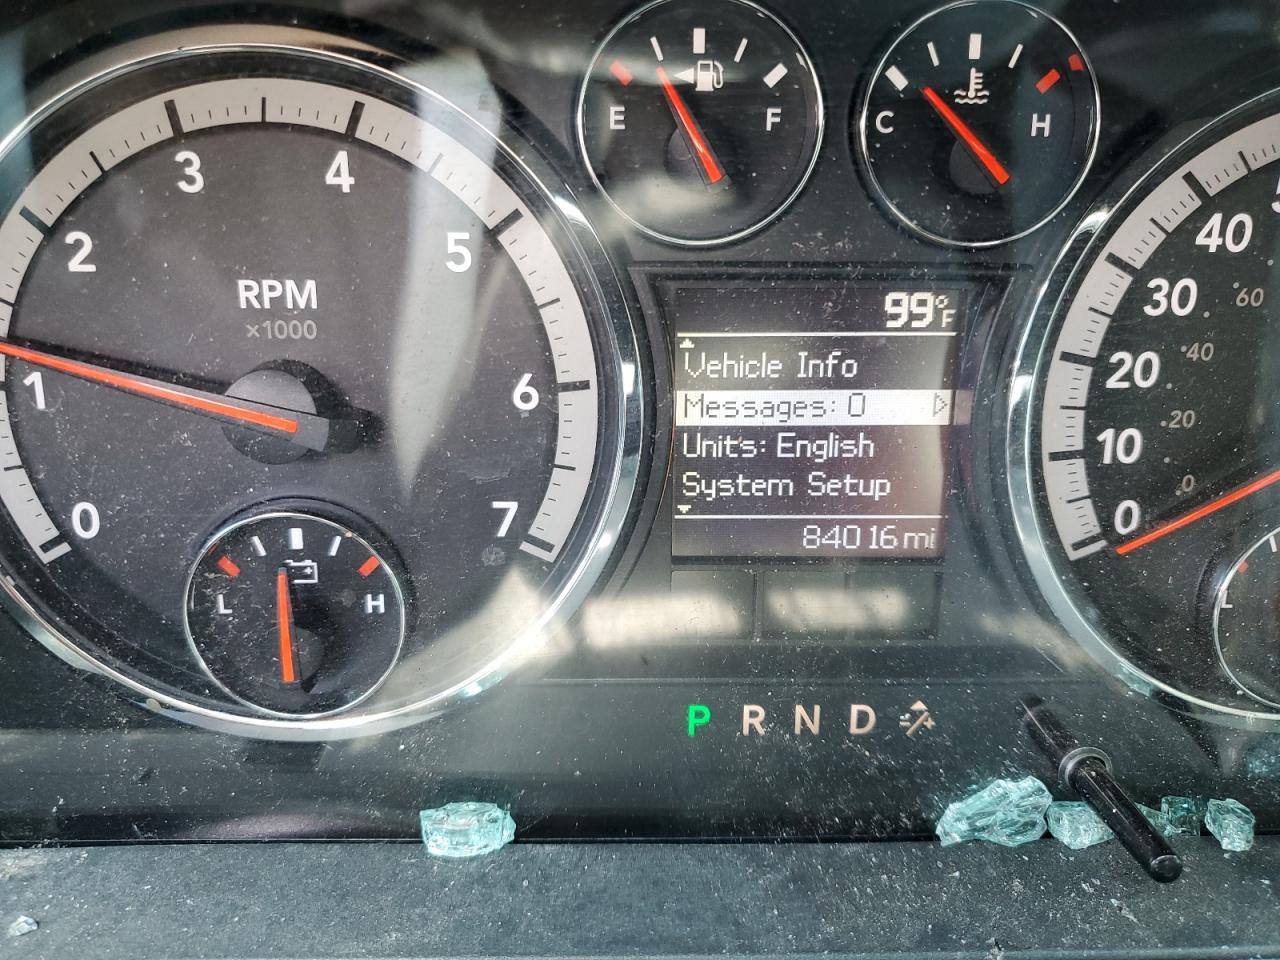 E F
C H
3 4
2 5
1 6
0 7
RPM
×1000
L H
99°F
Vehicle Info
Messages: 0
Units: English
System Setup
84016 mi
P R N D
40
30
20
10
0
60
40
20
0
L